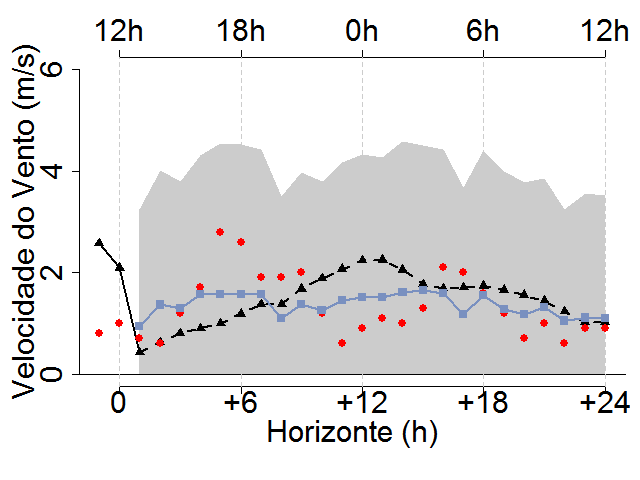 12h 18h 0h 6h 12h
Velocidade do Vento (m/s)
6
4
2
0
0 +6 +12 +18 +24
Horizonte (h)